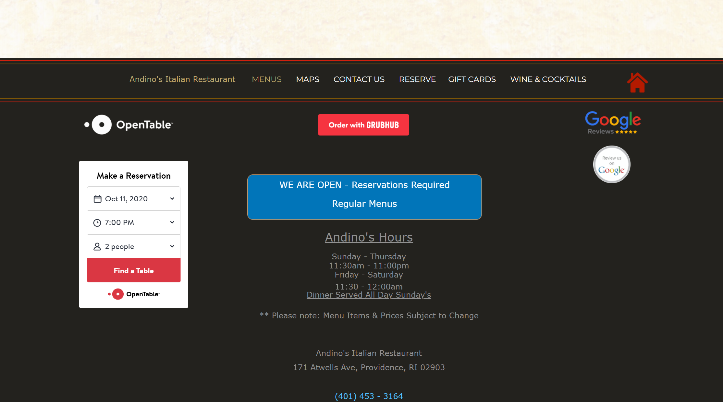 Andino's Italian Restaurant MENUS MAPS CONTACT US RESERVE GIFT CARDS WINE & COCKTAILS
OpenTable
Order with GRUBHUB
Google
Reviews
Review us
on
Google
Make a Reservation
Oct 11, 2020
7:00 PM
2 people
Find a Table
OpenTable
WE ARE OPEN - Reservations Required
Regular Menus
Andino's Hours
Sunday - Thursday
11:30am - 11:00pm
Friday - Saturday
11:30 - 12:00am
Dinner Served All Day Sunday's
** Please note: Menu Items & Prices Subject to Change
Andino's Italian Restaurant
171 Atwells Ave, Providence, RI 02903
(401) 453 - 3164